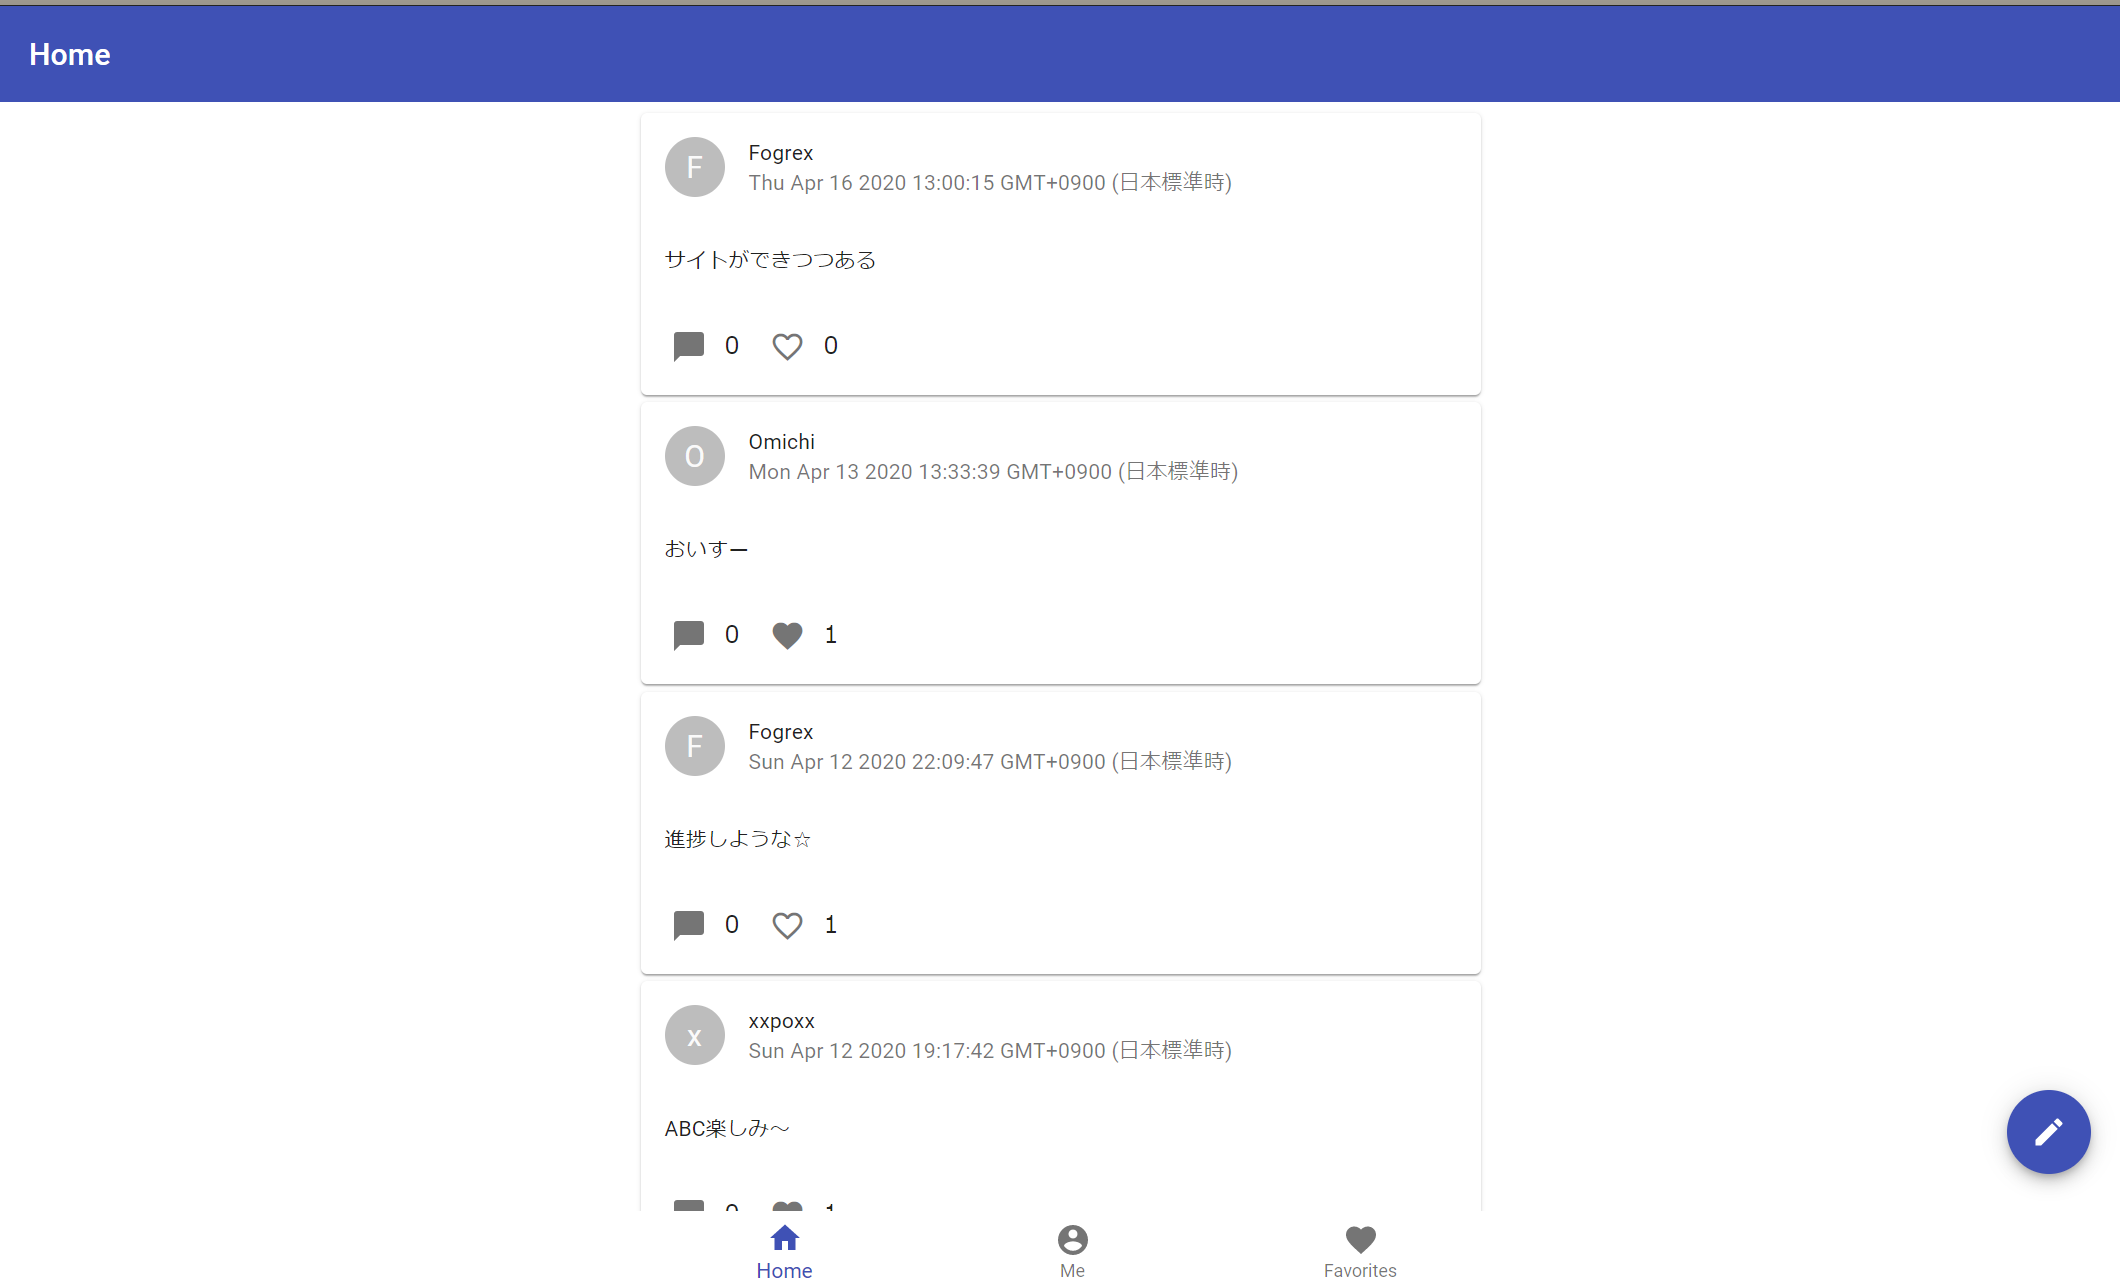 Home
F
Fogrex
Thu Apr 16 2020 13:00:15 GMT+0900 (日本標準時)
サイトができつつある
0 0
O
Omichi
Mon Apr 13 2020 13:33:39 GMT+0900 (日本標準時)
おいすー
0 1
F
Fogrex
Sun Apr 12 2020 22:09:47 GMT+0900 (日本標準時)
進捗しような☆
0 1
x
xxpoxx
Sun Apr 12 2020 19:17:42 GMT+0900 (日本標準時)
ABC楽しみ～
0 1
Home Me Favorites